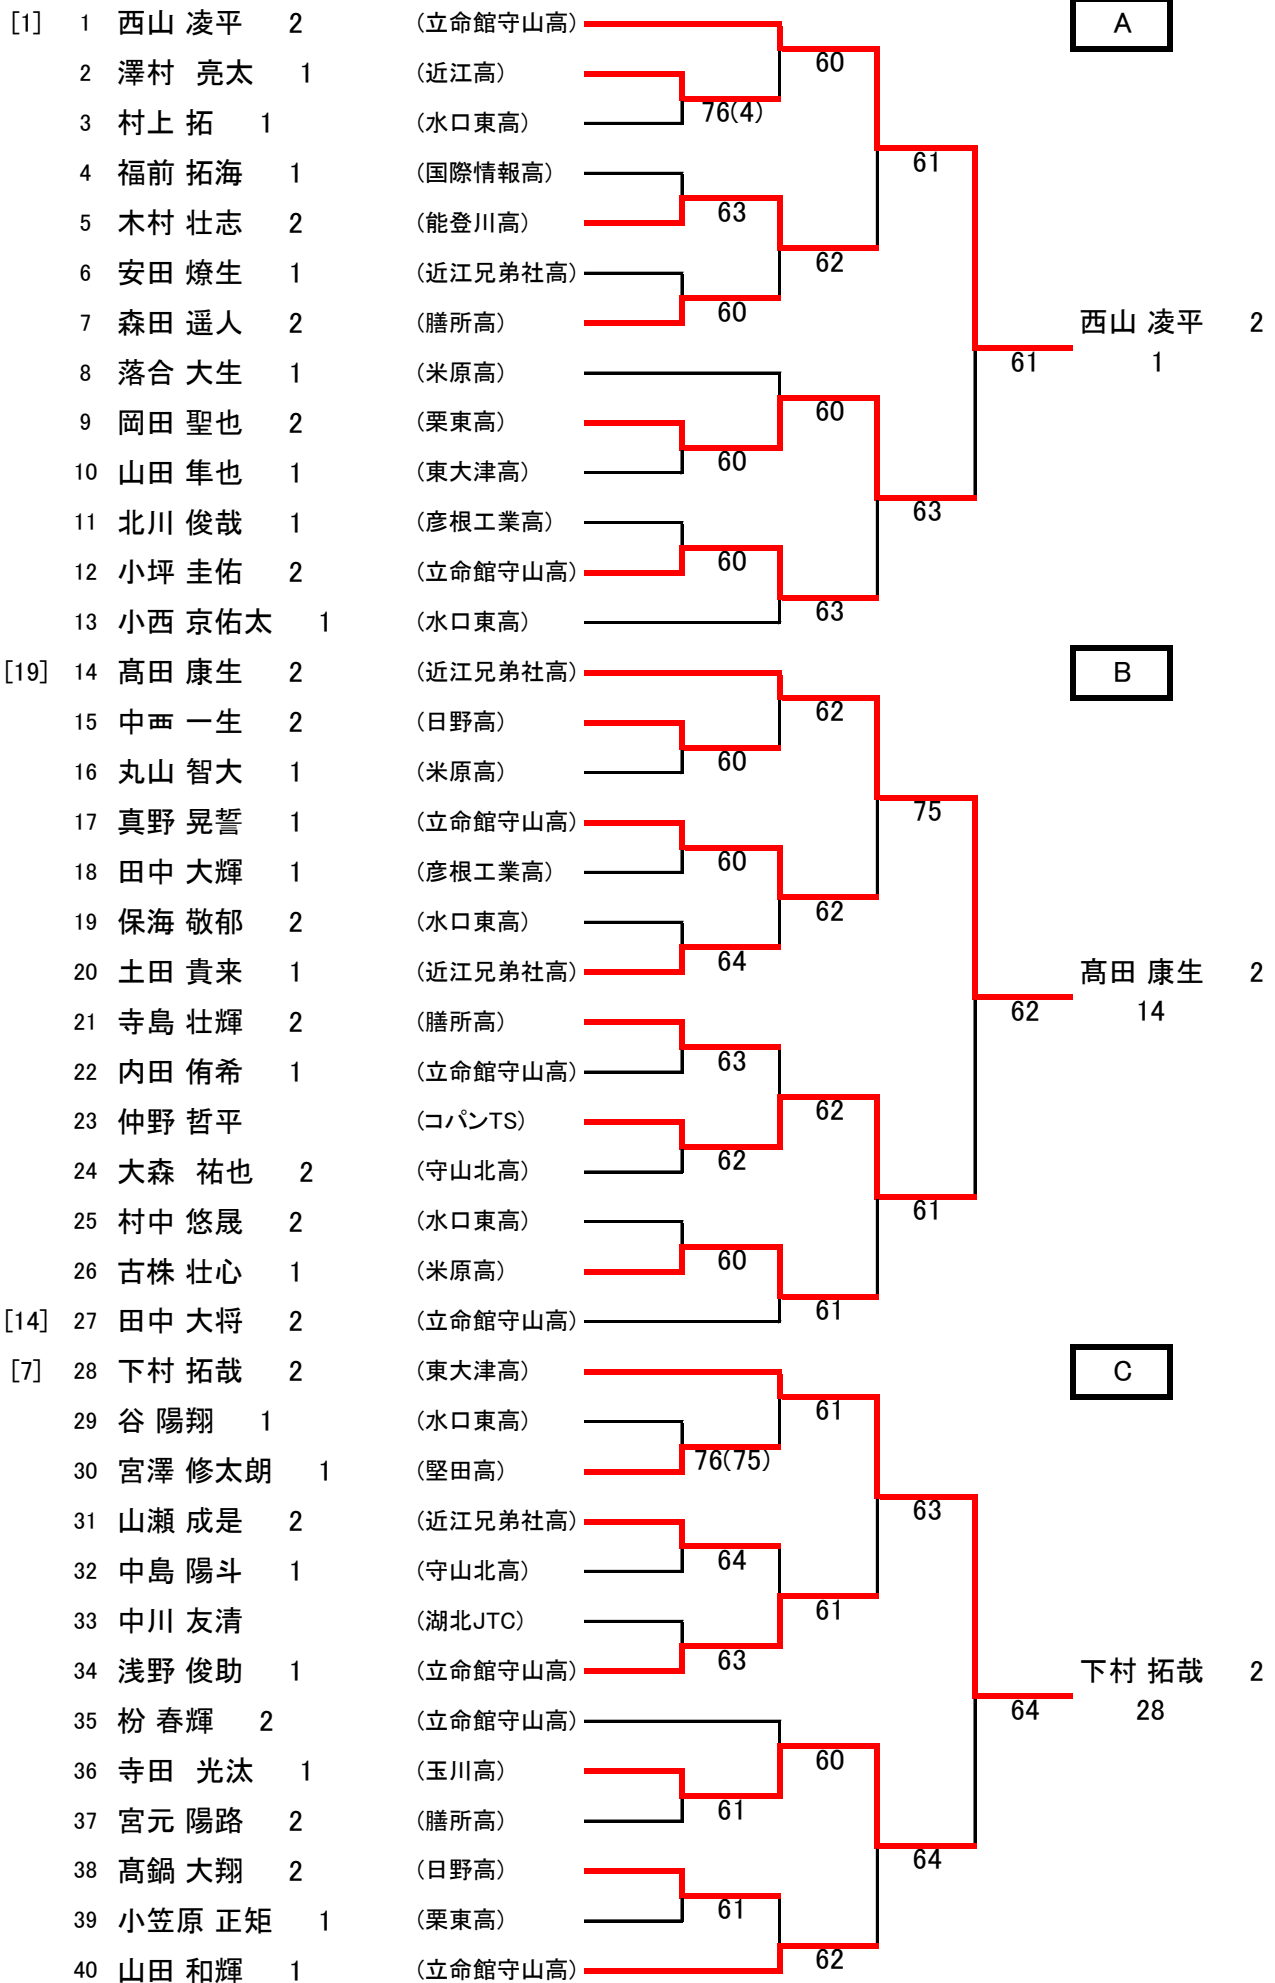 [1] 1 西山 凌平 2 (立命館守山高) A
60
2 澤村 亮太 1 (近江高)
76(4)
3 村上 拓 1 (水口東高)
61
4 福前 拓海 1 (国際情報高)
63
5 木村 壮志 2 (能登川高)
62
6 安田 燎生 1 (近江兄弟社高)
60
7 森田 遥人 2 (膳所高)
西山 凌平 2
61 1
8 落合 大生 1 (米原高)
60
9 岡田 聖也 2 (栗東高)
60
10 山田 隼也 1 (東大津高)
63
11 北川 俊哉 1 (彦根工業高)
60
12 小坪 圭佑 2 (立命館守山高)
63
13 小西 京佑太 1 (水口東高)
[19] 14 髙田 康生 2 (近江兄弟社高) B
62
15 中西 一生 2 (日野高)
60
16 丸山 智大 1 (米原高)
75
17 真野 晃誓 1 (立命館守山高)
60
18 田中 大輝 1 (彦根工業高)
62
19 保海 敬郁 2 (水口東高)
64
20 土田 貴来 1 (近江兄弟社高)
髙田 康生 2
62 14
21 寺島 壮輝 2 (膳所高)
63
22 内田 侑希 1 (立命館守山高)
62
23 仲野 哲平 (コパンTS)
62
24 大森 祐也 2 (守山北高)
61
25 村中 悠晟 2 (水口東高)
60
26 古株 壮心 1 (米原高)
61
[14] 27 田中 大将 2 (立命館守山高)
[7] 28 下村 拓哉 2 (東大津高) C
61
29 谷 陽翔 1 (水口東高)
76(75)
30 宮澤 修太朗 1 (堅田高)
63
31 山瀬 成是 2 (近江兄弟社高)
64
32 中島 陽斗 1 (守山北高)
61
33 中川 友清 (湖北JTC)
63
34 浅野 俊助 1 (立命館守山高)
下村 拓哉 2
64 28
35 枌 春輝 2 (立命館守山高)
60
36 寺田 光汰 1 (玉川高)
61
37 宮元 陽路 2 (膳所高)
64
38 髙鍋 大翔 2 (日野高)
61
39 小笠原 正矩 1 (栗東高)
62
40 山田 和輝 1 (立命館守山高)